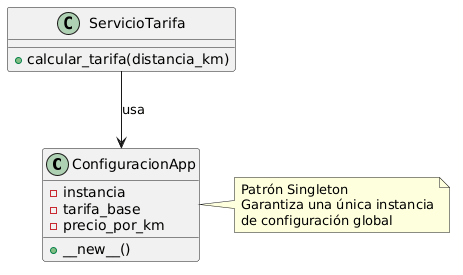 C ServicioTarifa
+ calcular_tarifa(distancia_km)
usa
C ConfiguracionApp
instancia
tarifa_base
precio_por_km
__new__()
Patrón Singleton
Garantiza una única instancia
de configuración global